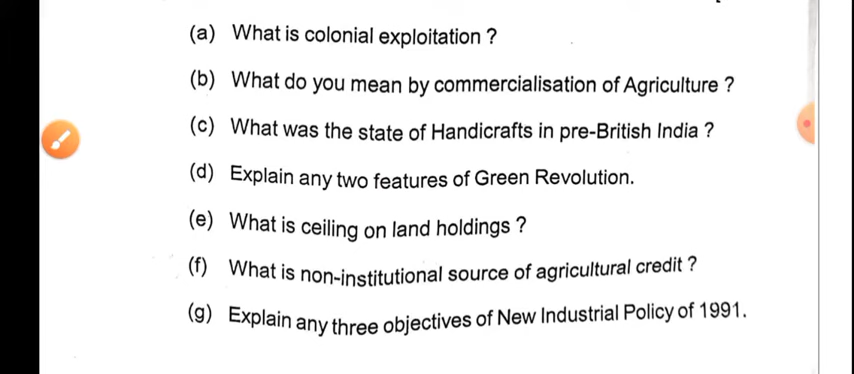 (a) What is colonial exploitation ?
(b) What do you mean by commercialisation of Agriculture ?
(c) What was the state of Handicrafts in pre-British India ?
(d) Explain any two features of Green Revolution.
(e) What is ceiling on land holdings ?
(f) What is non-institutional source of agricultural credit ?
(g) Explain any three objectives of New Industrial Policy of 1991.